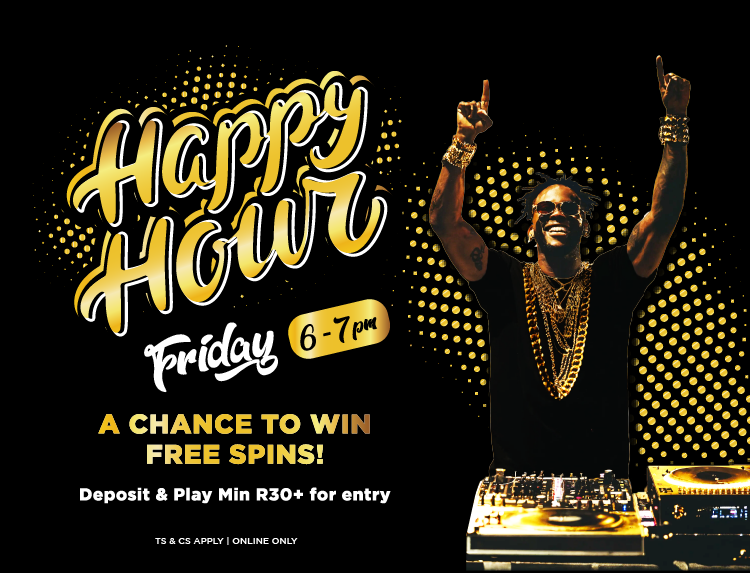 Happy
Hour
Friday 6-7pm
A CHANCE TO WIN
FREE SPINS!
Deposit & Play Min R30+ for entry
TS & CS APPLY | ONLINE ONLY